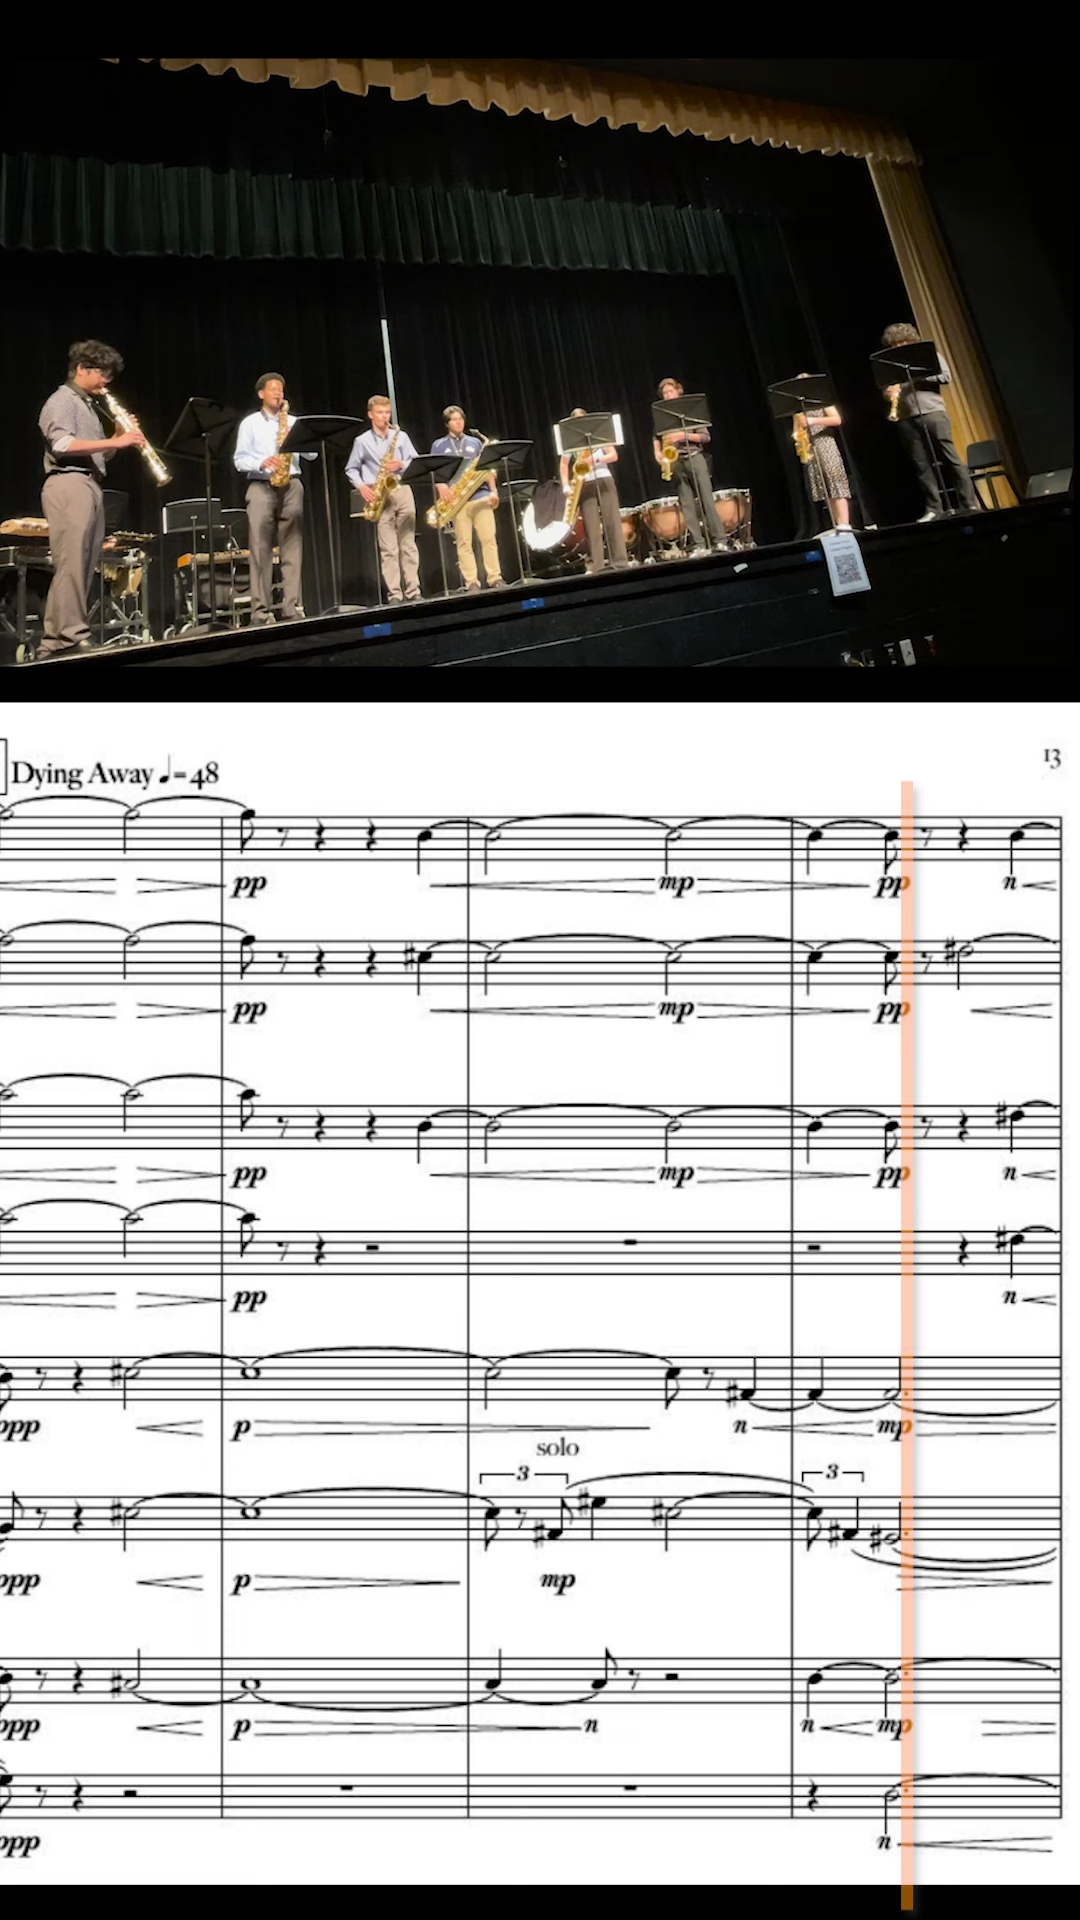 Dying Away ♩=48
13
pp mp pp n
pp mp pp
pp mp pp n
pp n
ppp p n mp
solo
3 3
ppp p mp
ppp p n n mp
ppp n